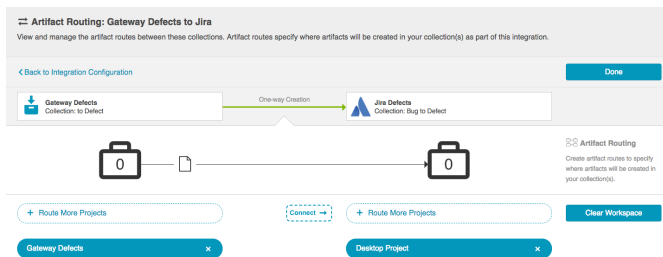 Artifact Routing: Gateway Defects to Jira
View and manage the artifact routes between these collections. Artifact routes specify where artifacts will be created in your collection(s) as part of this integration.
Back to Integration Configuration
Done
Gateway Defects
Collection: to Defect
One-way Creation
Jira Defects
Collection: Bug to Defect
0
0
Artifact Routing
Create artifact routes to specify
where artifacts will be created in
your collection(s).
+ Route More Projects
Connect →
+ Route More Projects
Clear Workspace
Gateway Defects ×
Desktop Project ×